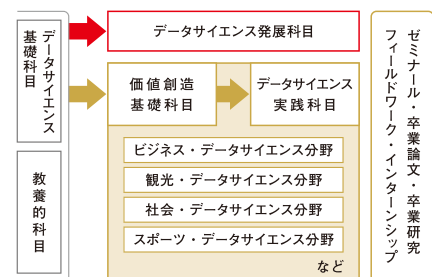 データサイエンス
基礎科目
教養的科目
データサイエンス発展科目
価値創造
基礎科目
データサイエンス
実践科目
ビジネス・データサイエンス分野
観光・データサイエンス分野
社会・データサイエンス分野
スポーツ・データサイエンス分野
など
ゼミナール・卒業論文・卒業研究
フィールドワーク・インターンシップ